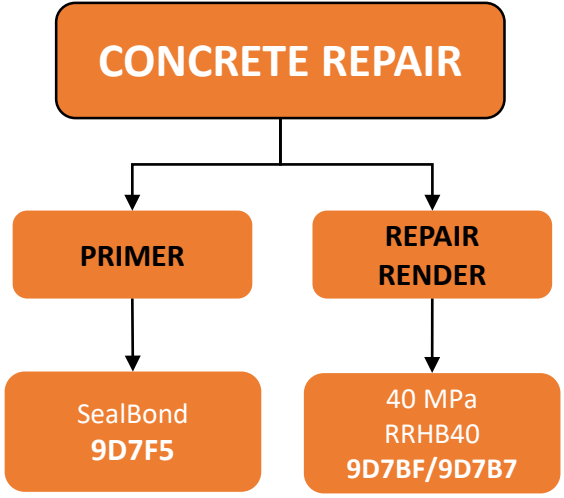 CONCRETE REPAIR
PRIMER
REPAIR
RENDER
SealBond
9D7F5
40 MPa
RRHB40
9D7BF/9D7B7